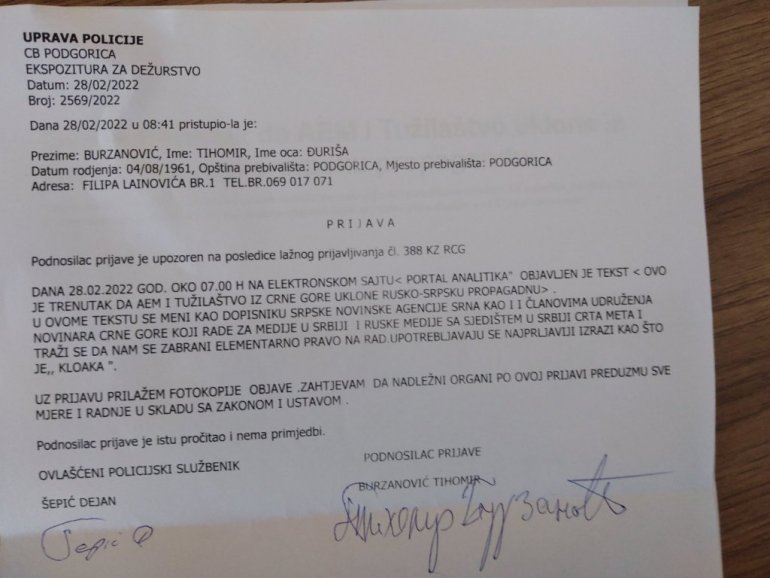 UPRAVA POLICIJE
CB PODGORICA
EKSPOZITURA ZA DEŽURSTVO
Datum: 28/02/2022
Broj: 2569/2022
Dana 28/02/2022 u 08:41 pristupio-la je:
Prezime: BURZANOVIĆ, Ime: TIHOMIR, Ime oca: ĐURIŠA
Datum rodjenja: 04/08/1961, Opština prebivališta: PODGORICA, Mjesto prebivališta: PODGORICA
Adresa: FILIPA LAINOVIĆA BR.1 TEL.BR.069 017 071
P R I J A V A
Podnosilac prijave je upozoren na posledice lažnog prijavljivanja čl. 388 KZ RCG
DANA 28.02.2022 GOD. OKO 07.00 H NA ELEKTRONSKOM SAJTU< PORTAL ANALITIKA" OBJAVLJEN JE TEKST < OVO
JE TRENUTAK DA AEM I TUŽILAŠTVO IZ CRNE GORE UKLONE RUSKO-SRPSKU PROPAGADNU> .
U OVOME TEKSTU SE MENI KAO DOPISNIKU SRPSKE NOVINSKE AGENCIJE SRNA KAO I I ČLANOVIMA UDRUŽENJA
NOVINARA CRNE GORE KOJI RADE ZA MEDIJE U SRBIJI I RUSKE MEDIJE SA SJEDIŠTEM U SRBIJI CRTA META I
TRAŽI SE DA NAM SE ZABRANI ELEMENTARNO PRAVO NA RAD.UPOTREBLJAVAJU SE NAJPRLJAVIJI IZRAZI KAO ŠTO
JE,, KLOAKA ".
UZ PRIJAVU PRILAŽEM FOTOKOPIJE OBJAVE .ZAHTJEVAM DA NADLEŽNI ORGANI PO OVOJ PRIJAVI PREDUZMU SVE
MJERE I RADNJE U SKLADU SA ZAKONOM I USTAVOM .
Podnosilac prijave je istu pročitao i nema primjedbi.
OVLAŠĆENI POLICIJSKI SLUŽBENIK
PODNOSILAC PRIJAVE
ŠEPIĆ DEJAN
BURZANOVIĆ TIHOMIR